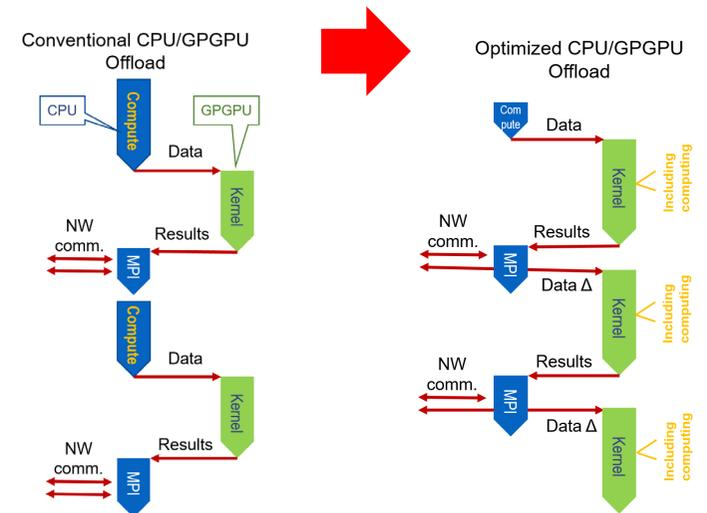 Conventional CPU/GPGPU
Offload
CPU
Compute
GPGPU
Data
Kernel
NW
comm.
Results
MPI
Compute
Data
Kernel
NW
comm.
Results
MPI
Optimized CPU/GPGPU
Offload
Com
pute
Data
Kernel
Including
computing
NW
comm.
Results
MPI
Data Δ
Kernel
Including
computing
NW
comm.
Results
MPI
Data Δ
Kernel
Including
computing